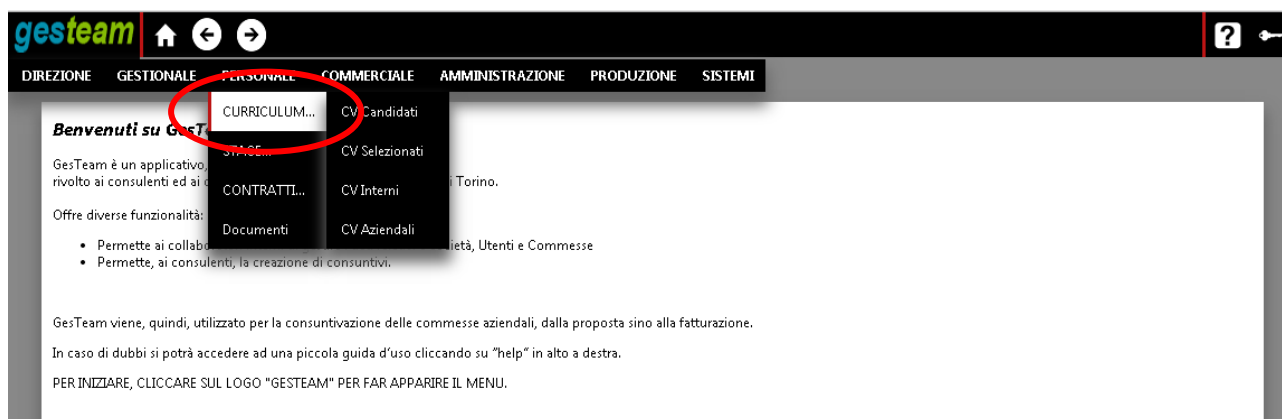 gesteam
DIREZIONE GESTIONALE PERSONALE COMMERCIALE AMMINISTRAZIONE PRODUZIONE SISTEMI
CURRICULUM... CV Candidati
STAGE... CV Selezionati
CONTRATTI... CV Interni
Documenti CV Aziendali
Benvenuti su GesT
GesTeam è un applicativo,
rivolto ai consulenti ed ai Torino.
Offre diverse funzionalità:
• Permette ai collabo ietà, Utenti e Commesse
• Permette, ai consulenti, la creazione di consuntivi.
GesTeam viene, quindi, utilizzato per la consuntivazione delle commesse aziendali, dalla proposta sino alla fatturazione.
In caso di dubbi si potrà accedere ad una piccola guida d'uso cliccando su "help" in alto a destra.
PER INIZIARE, CLICCARE SUL LOGO "GESTEAM" PER FAR APPARIRE IL MENU.